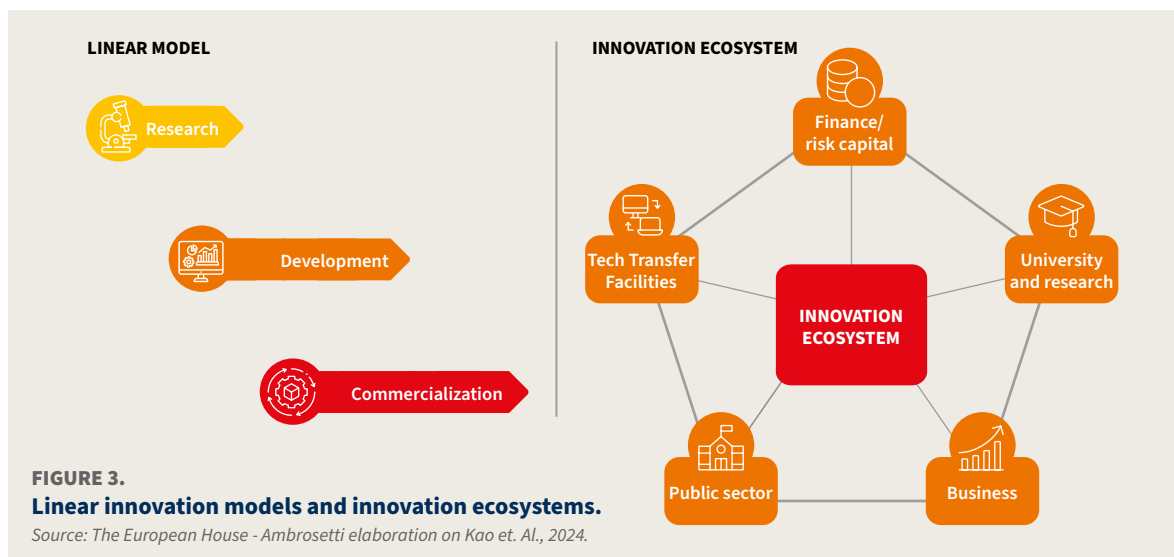 LINEAR MODEL
Research
Development
Commercialization
INNOVATION ECOSYSTEM
Finance/
risk capital
Tech Transfer
Facilities
University
and research
INNOVATION
ECOSYSTEM
Public sector
Business
FIGURE 3.
Linear innovation models and innovation ecosystems.
Source: The European House - Ambrosetti elaboration on Kao et. Al., 2024.